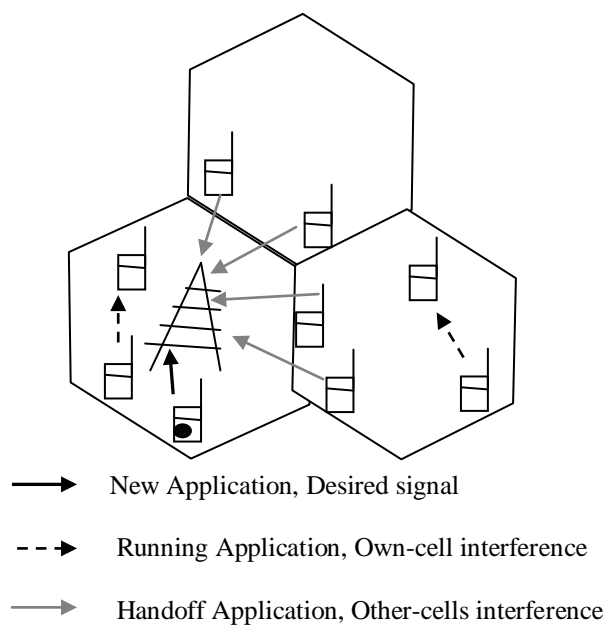 New Application, Desired signal
Running Application, Own-cell interference
Handoff Application, Other-cells interference